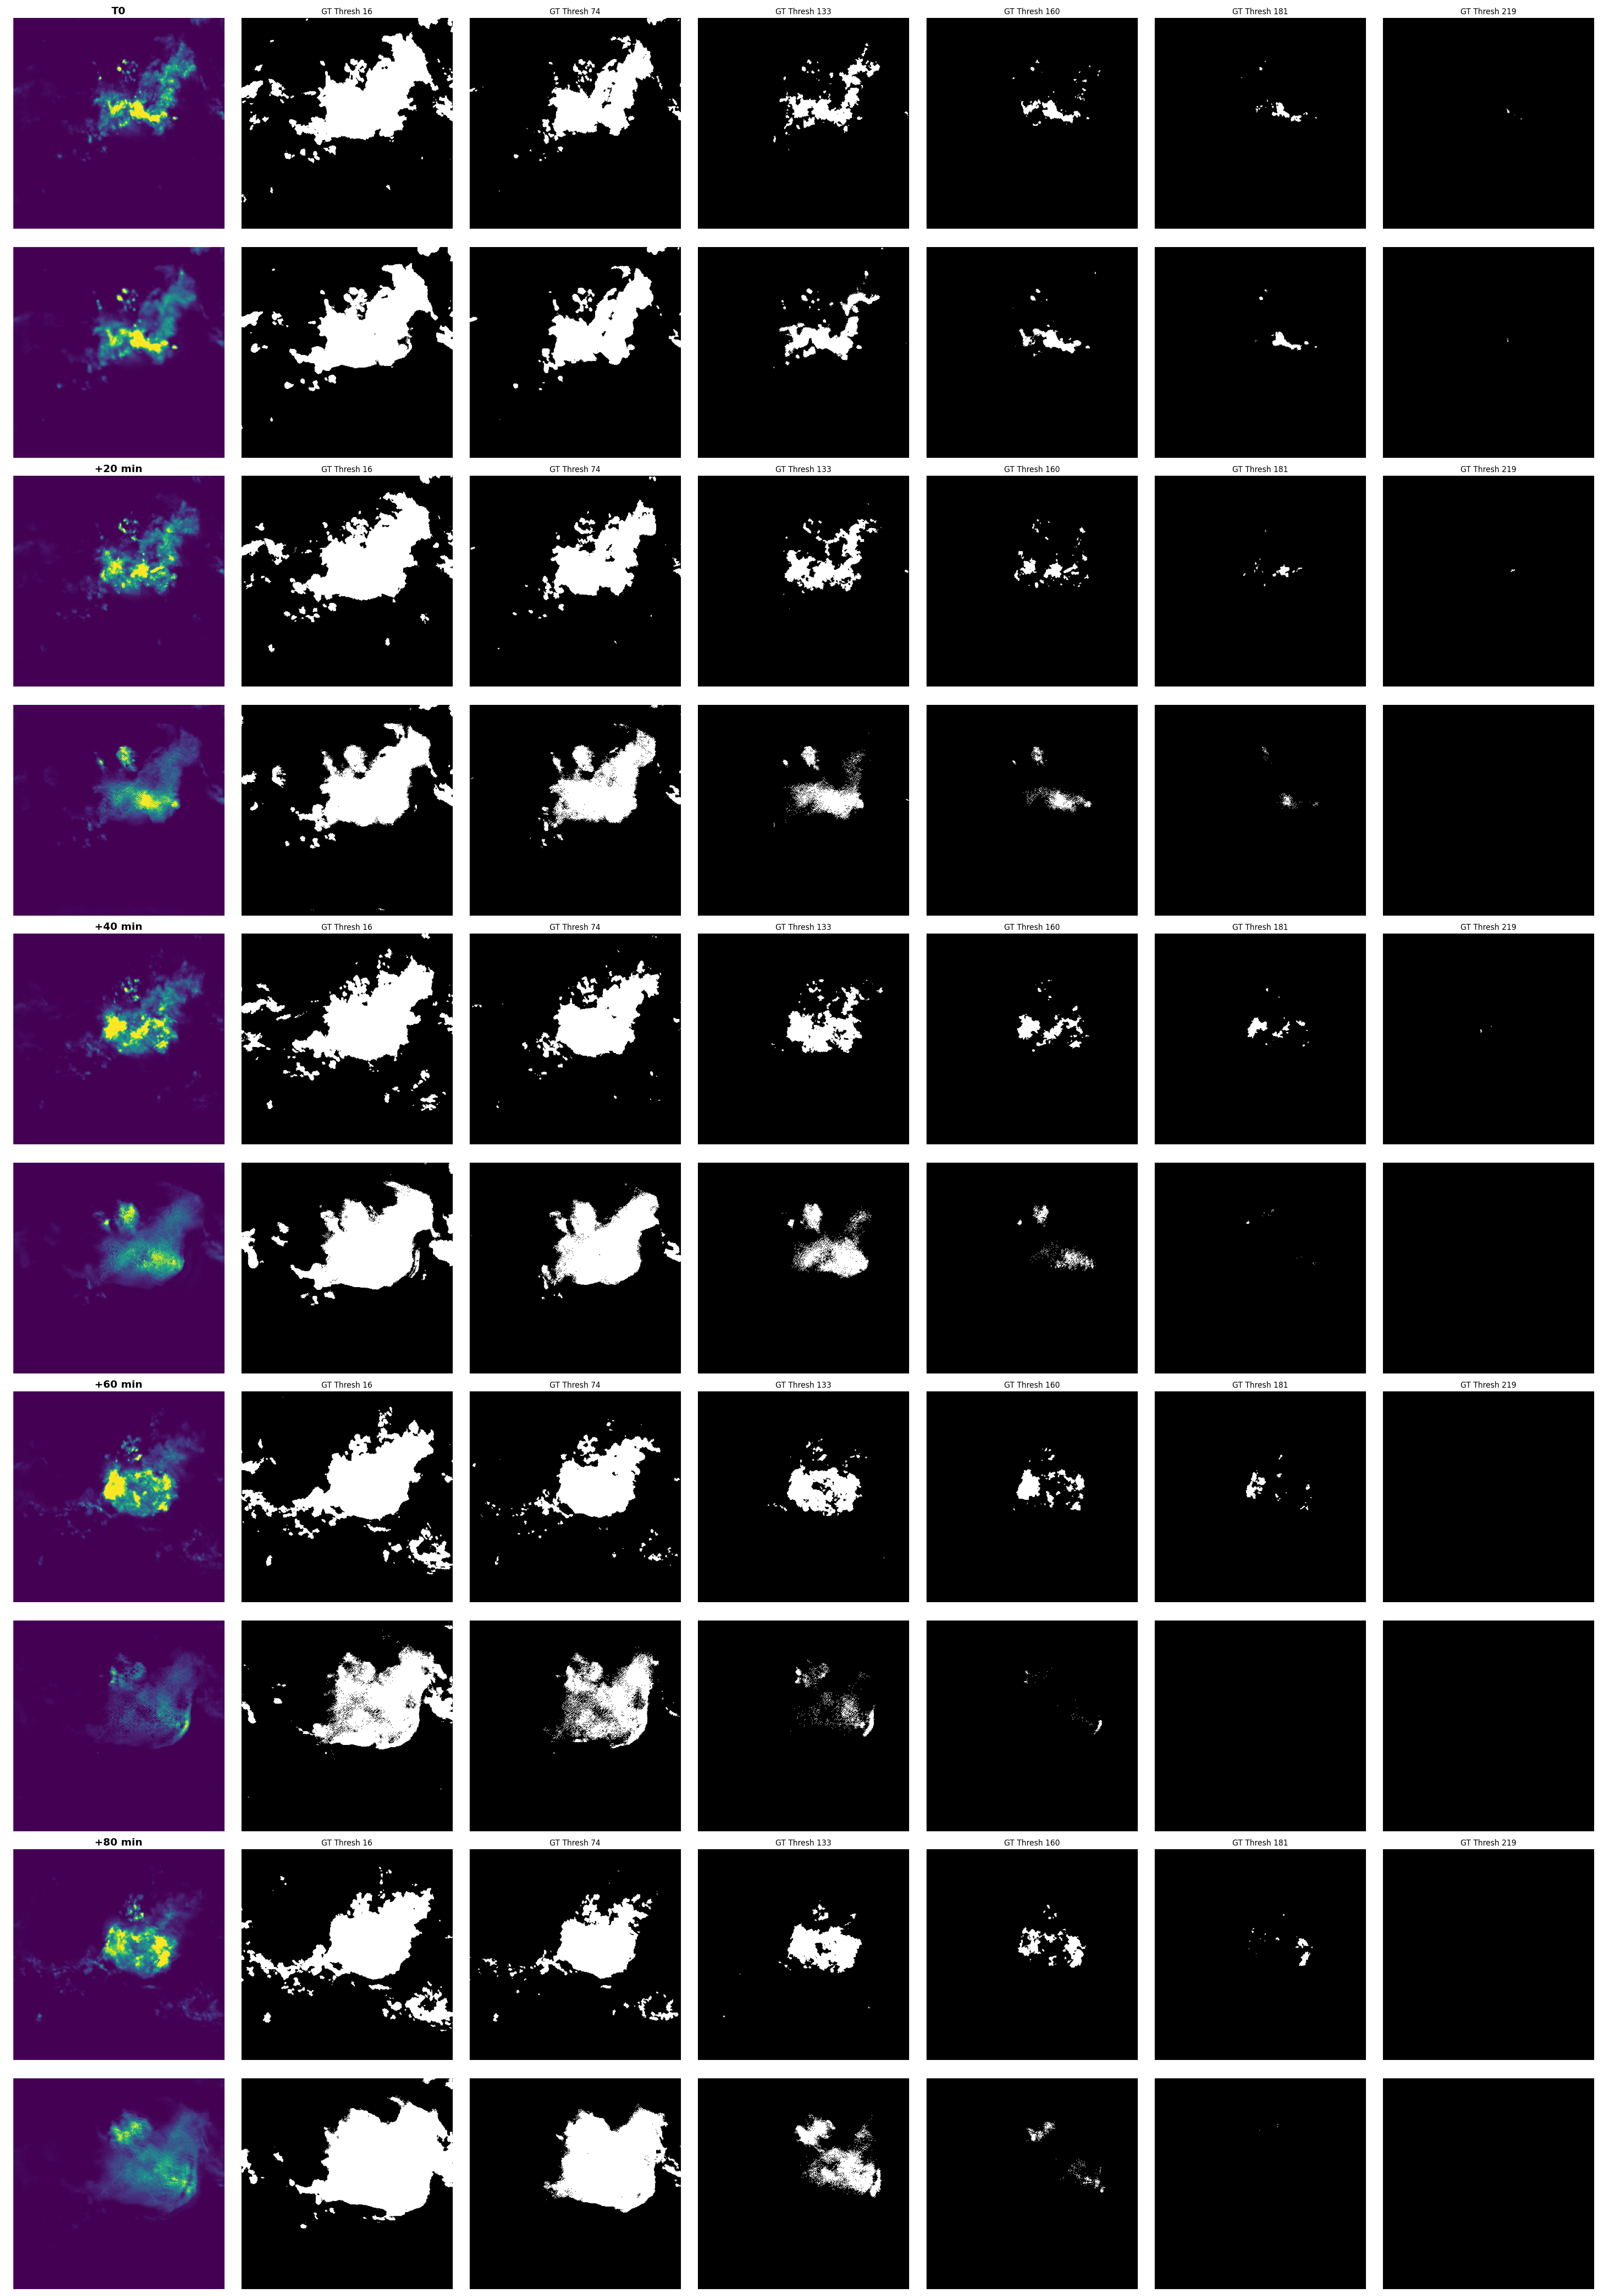 T0 GT Thresh 16 GT Thresh 74 GT Thresh 133 GT Thresh 160 GT Thresh 181 GT Thresh 219
+20 min GT Thresh 16 GT Thresh 74 GT Thresh 133 GT Thresh 160 GT Thresh 181 GT Thresh 219
+40 min GT Thresh 16 GT Thresh 74 GT Thresh 133 GT Thresh 160 GT Thresh 181 GT Thresh 219
+60 min GT Thresh 16 GT Thresh 74 GT Thresh 133 GT Thresh 160 GT Thresh 181 GT Thresh 219
+80 min GT Thresh 16 GT Thresh 74 GT Thresh 133 GT Thresh 160 GT Thresh 181 GT Thresh 219